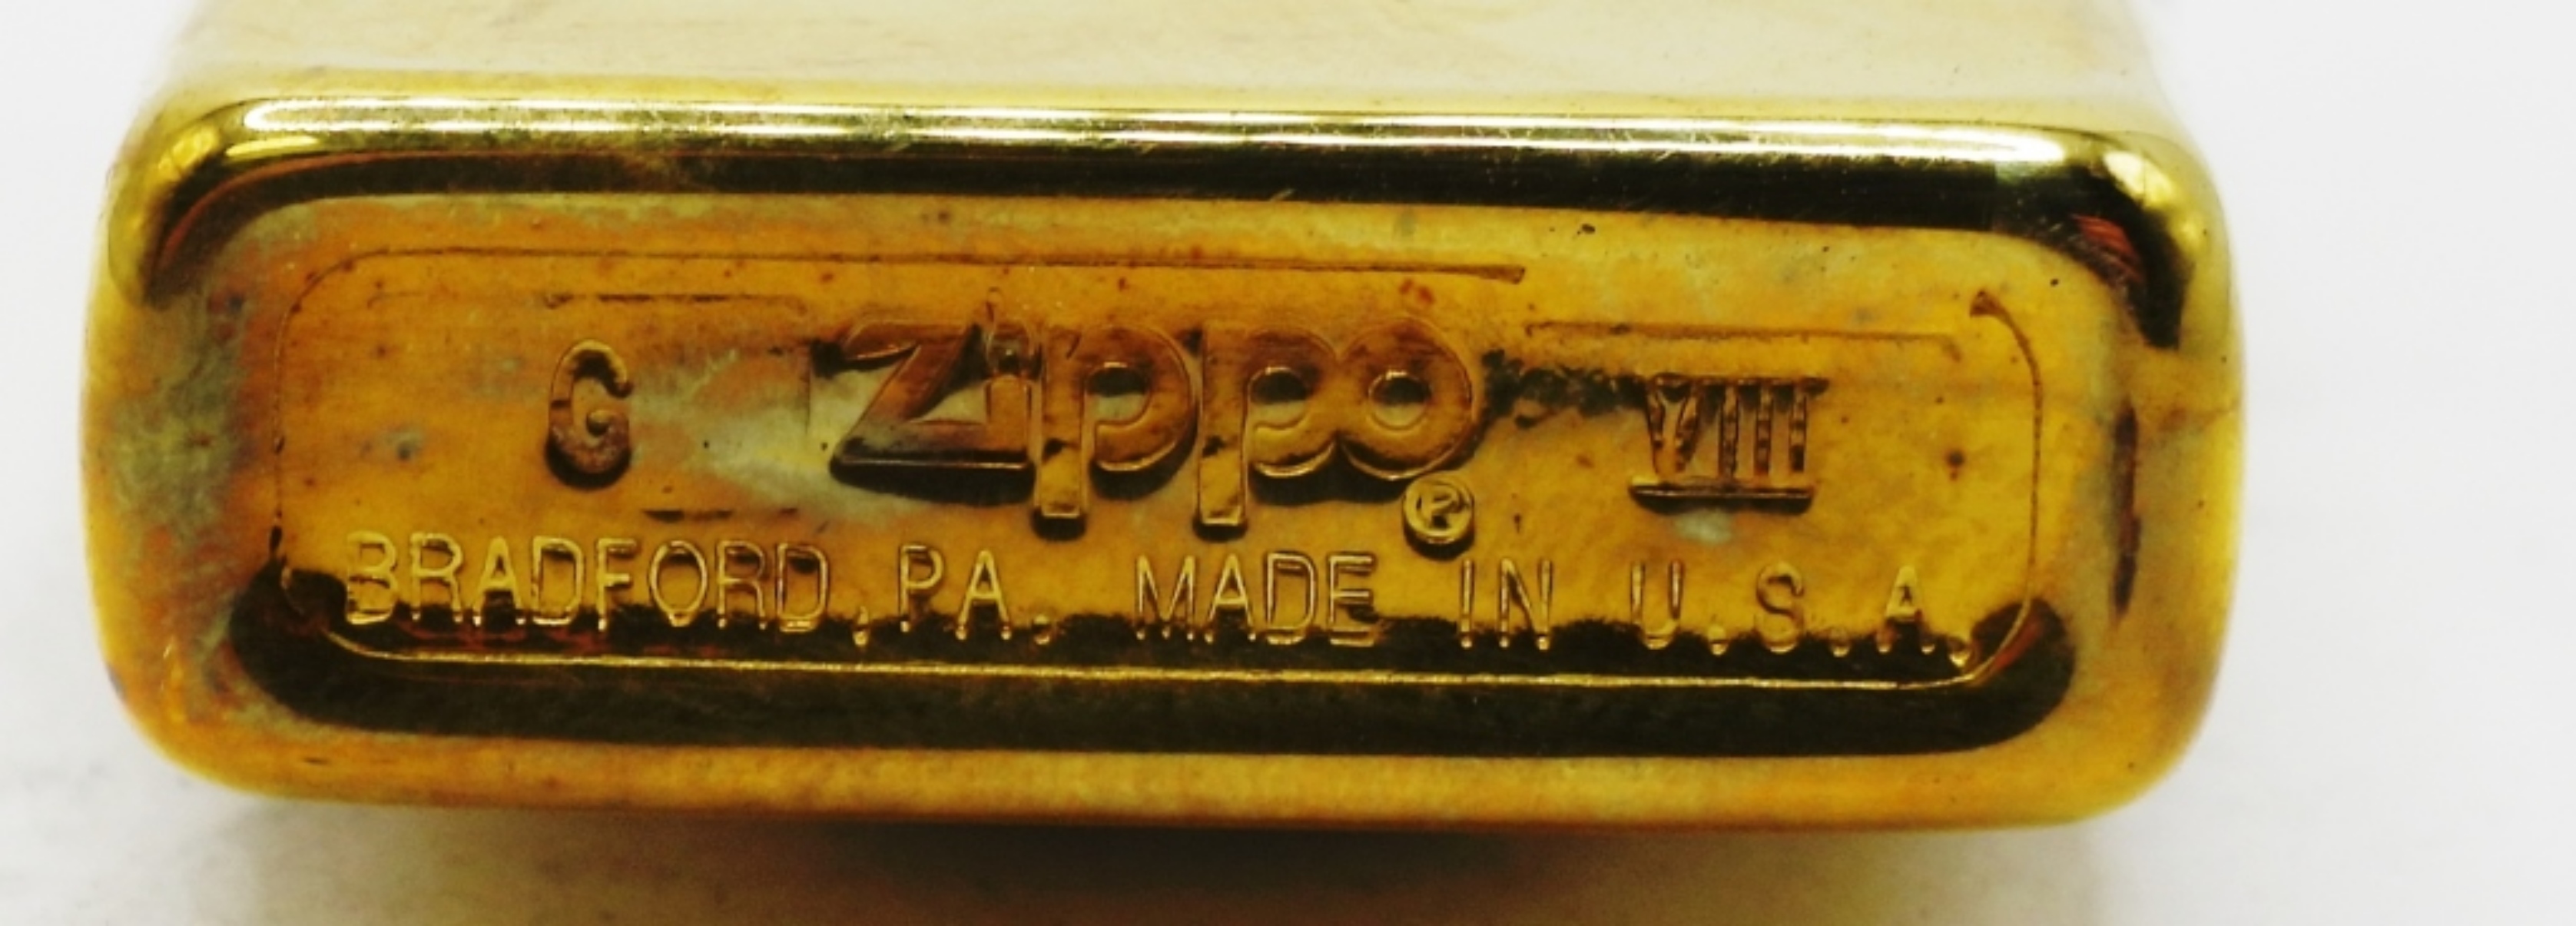 G Zippo ® VIII
BRADFORD, PA. MADE IN U.S.A.